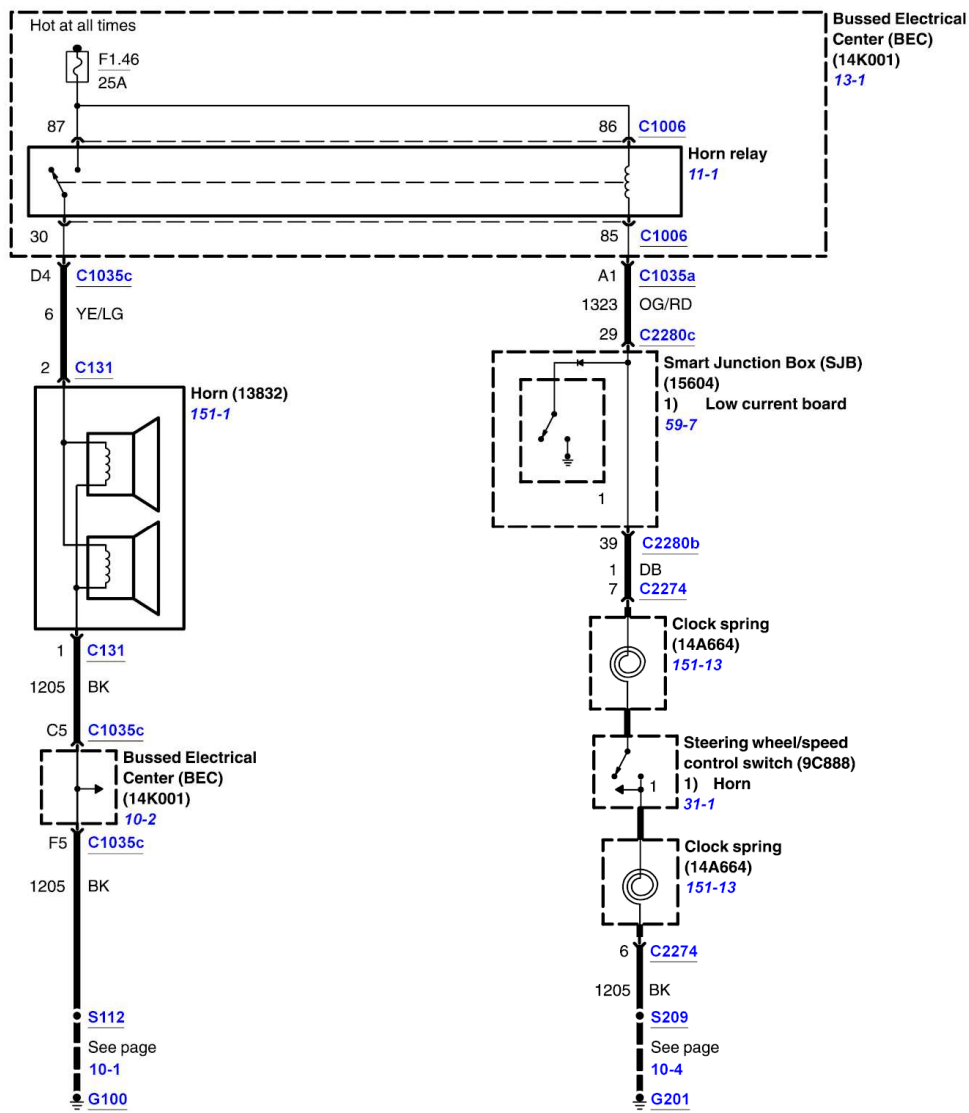 Hot at all times
F1.46
25A
Bussed Electrical
Center (BEC)
(14K001)
13-1
87
86
C1006
Horn relay
11-1
30
85
C1006
D4
C1035c
6
YE/LG
2
C131
Horn (13832)
151-1
A1
C1035a
1323
OG/RD
29
C2280c
Smart Junction Box (SJB)
(15604)
1) Low current board
59-7
1
39
C2280b
1
DB
7
C2274
Clock spring
(14A664)
151-13
1
C131
1205
BK
C5
C1035c
Bussed Electrical
Center (BEC)
(14K001)
10-2
F5
C1035c
1205
BK
Steering wheel/speed
control switch (9C888)
1) Horn
31-1
1
Clock spring
(14A664)
151-13
6
C2274
1205
BK
S112
See page
10-1
G100
S209
See page
10-4
G201